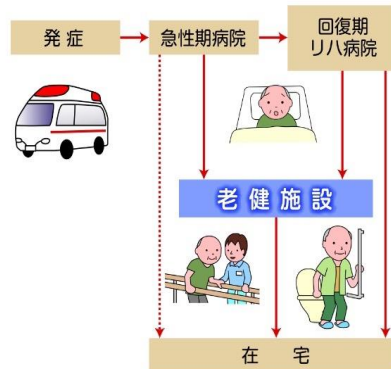 発症
急性期病院
回復期
リハ病院
老健施設
在宅